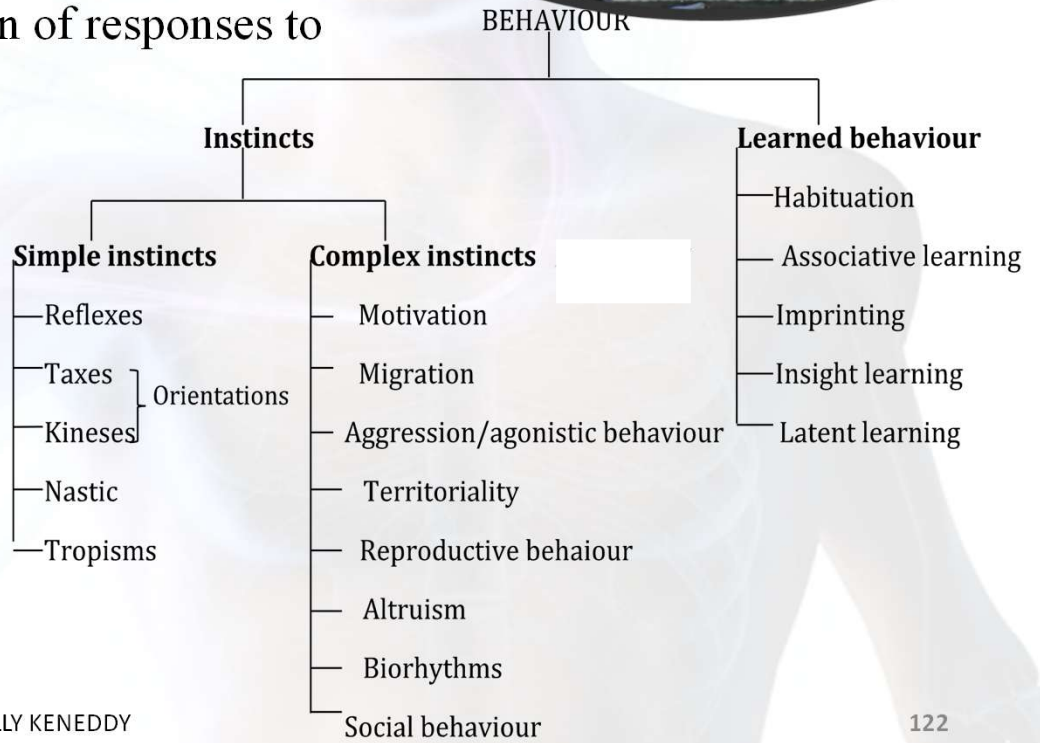 n of responses to
BEHAVIOUR
Instincts
Learned behaviour
Simple instincts
Reflexes
Taxes
Kineses
Orientations
Nastic
Tropisms
Complex instincts
Motivation
Migration
Aggression/agonistic behaviour
Territoriality
Reproductive behaiour
Altruism
Biorhythms
Social behaviour
Habituation
Associative learning
Imprinting
Insight learning
Latent learning
LLY KENEDDY
122